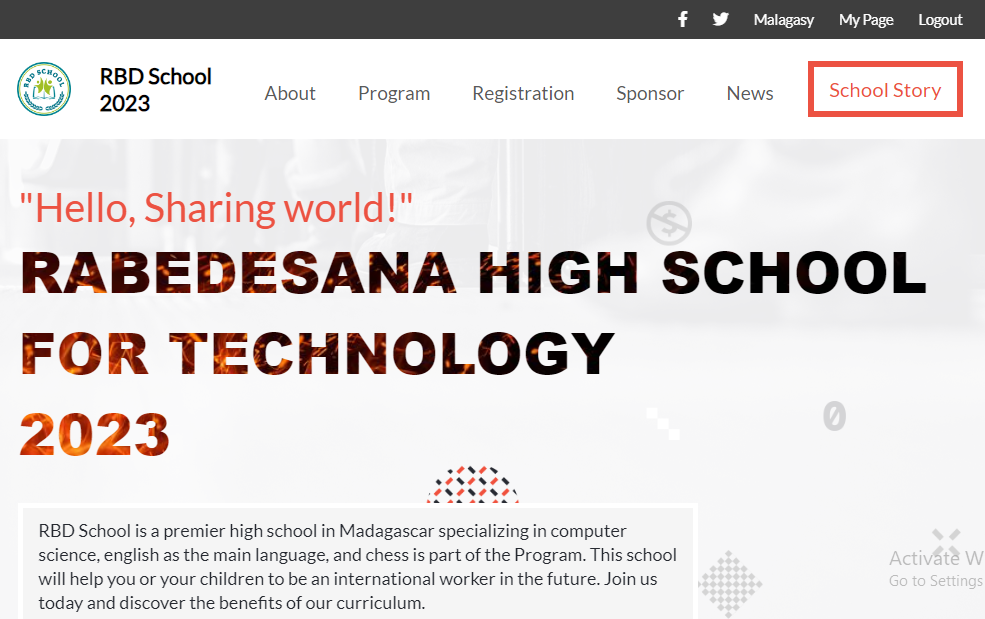 Malagasy My Page Logout
RBD SCHOOL
RBD School
2023
About Program Registration Sponsor News School Story
"Hello, Sharing world!"
RABEDESANA HIGH SCHOOL
FOR TECHNOLOGY
2023
0
RBD School is a premier high school in Madagascar specializing in computer
science, english as the main language, and chess is part of the Program. This school
will help you or your children to be an international worker in the future. Join us
today and discover the benefits of our curriculum.
Activate W
Go to Settings